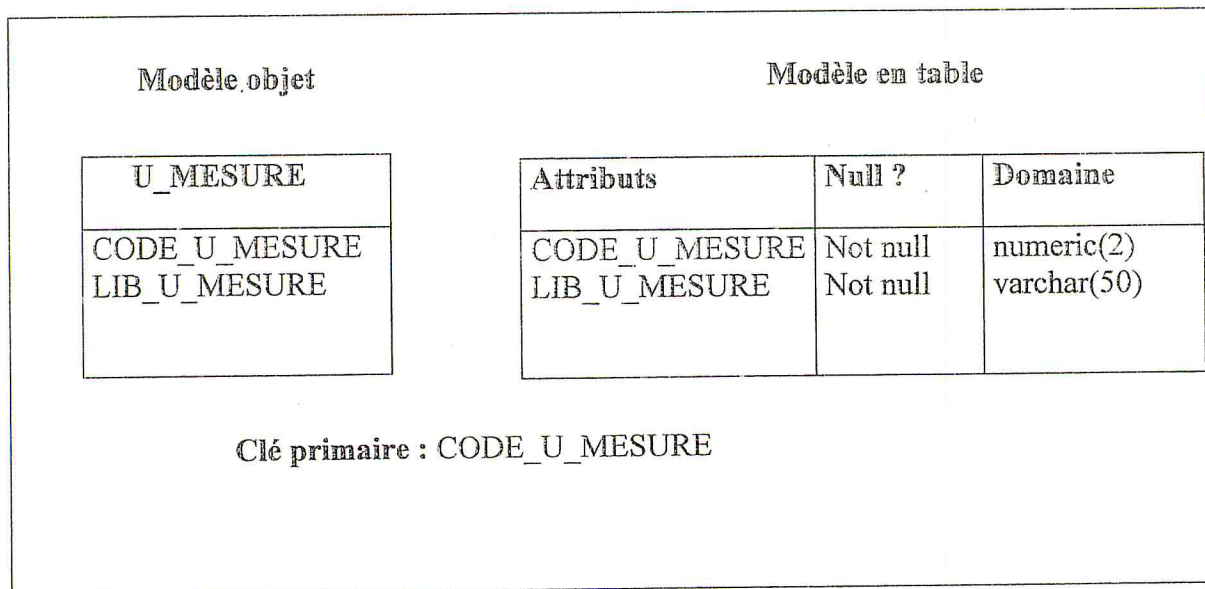 Modèle objet Modèle en table
U_MESURE Attributs Null ? Domaine
CODE_U_MESURE CODE_U_MESURE Not null numeric(2)
LIB_U_MESURE LIB_U_MESURE Not null varchar(50)
Clé primaire : CODE_U_MESURE